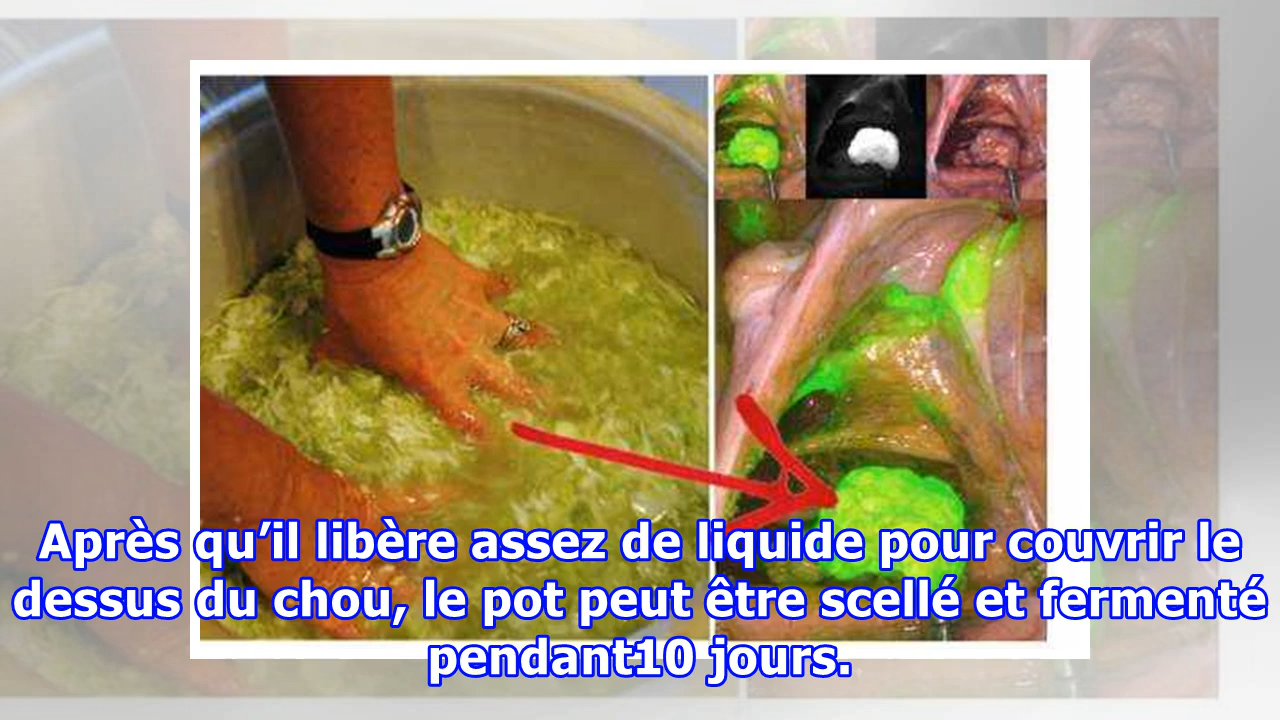 Après qu’il libère assez de liquide pour couvrir le
dessus du chou, le pot peut être scellé et fermenté
pendant10 jours.